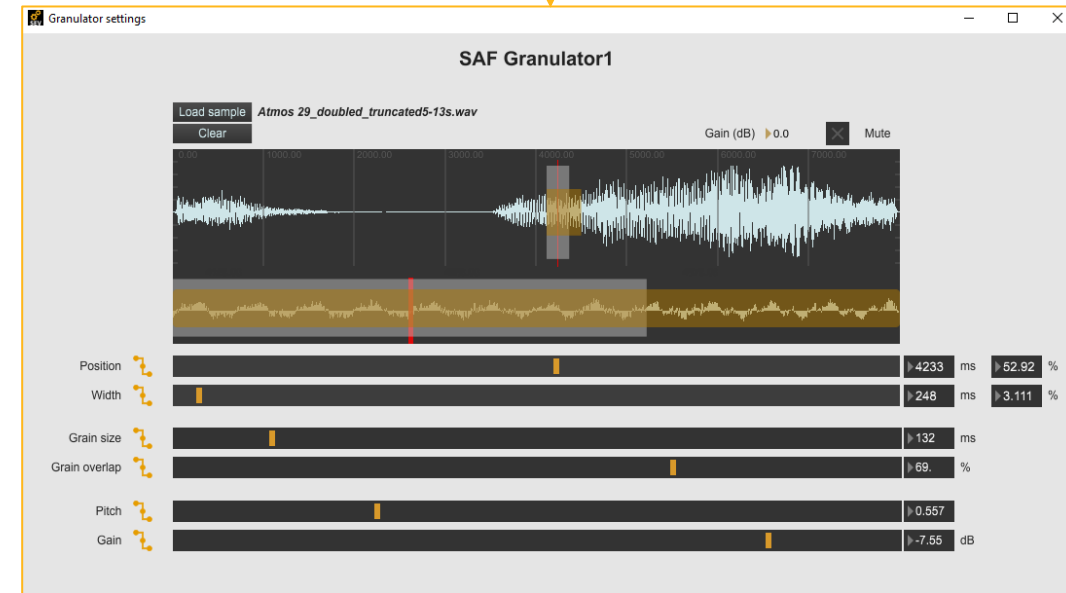 Granulator settings
SAF Granulator1
Load sample Atmos 29_doubled_truncated5-13s.wav
Clear Gain (dB) 0.0 Mute
0.00 1000.00 2000.00 3000.00 4000.00 5000.00 6000.00 7000.00
Position 4233 ms 52.92 %
Width 248 ms 3.111 %
Grain size 132 ms
Grain overlap 69. %
Pitch 0.557
Gain -7.55 dB